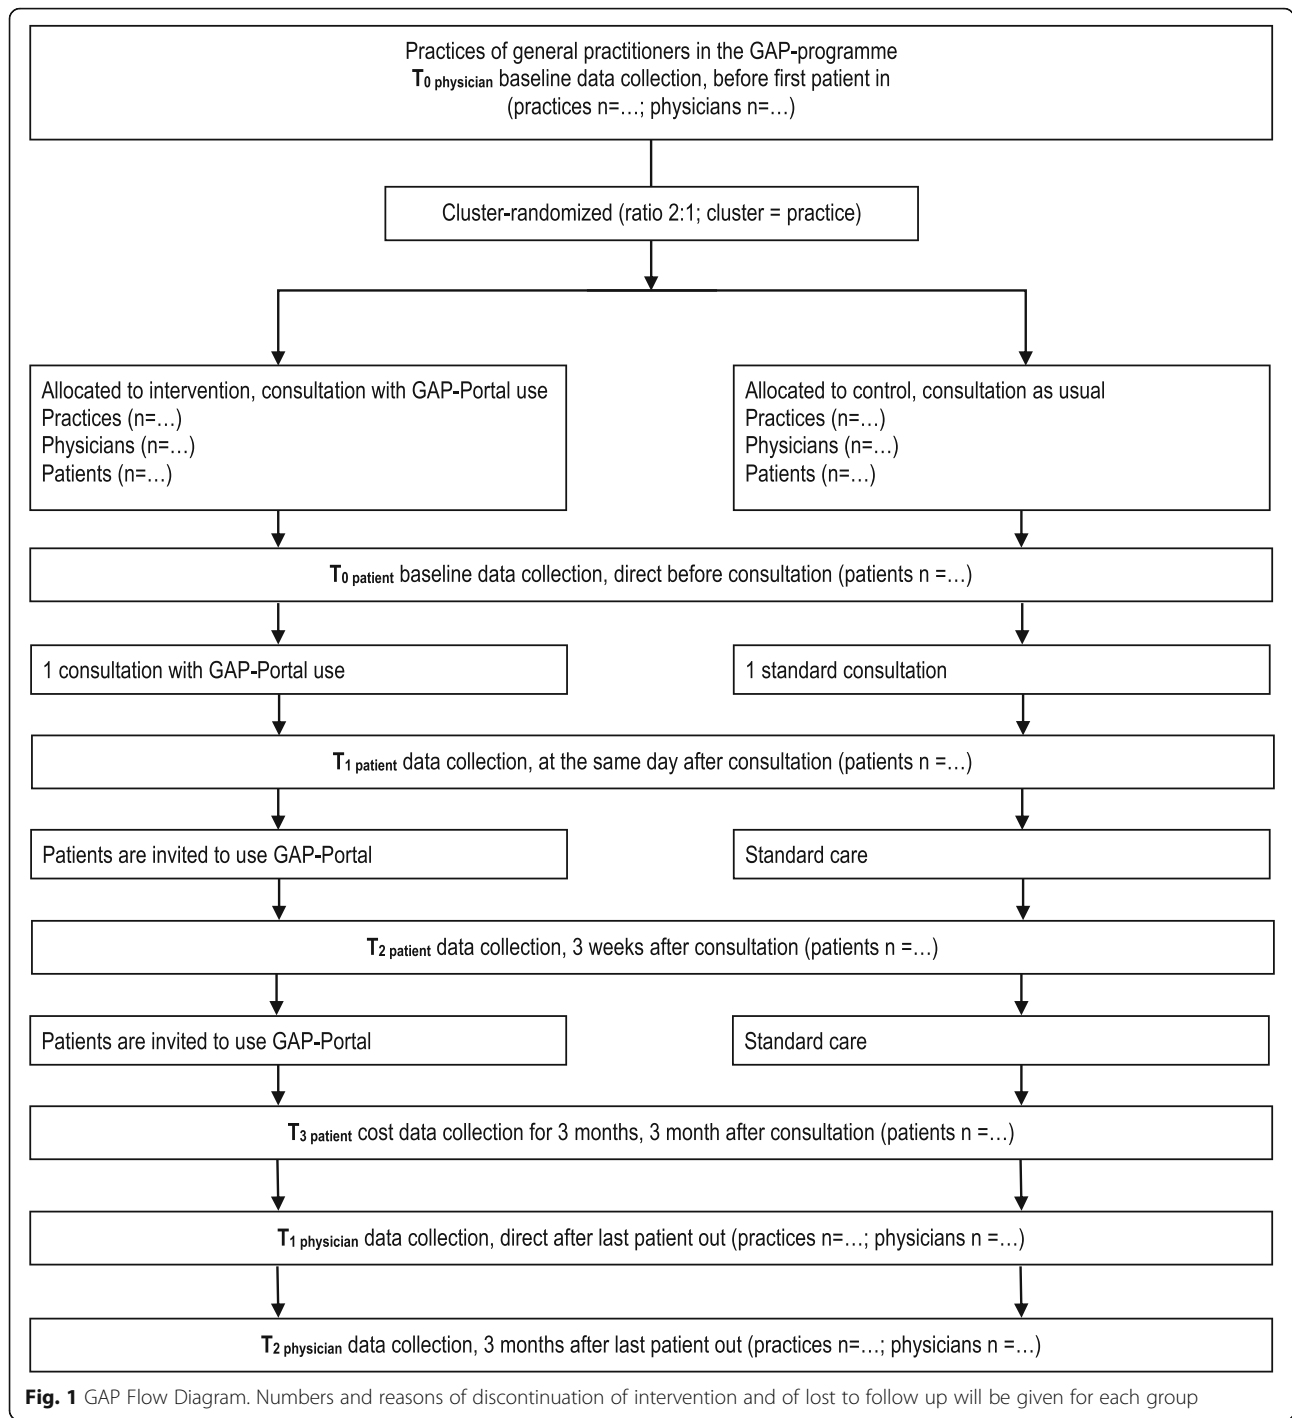 Practices of general practitioners in the GAP-programme
T0 physician baseline data collection, before first patient in
(practices n=…; physicians n=…)
Cluster-randomized (ratio 2:1; cluster = practice)
Allocated to intervention, consultation with GAP-Portal use
Practices (n=…)
Physicians (n=…)
Patients (n=…)
Allocated to control, consultation as usual
Practices (n=…)
Physicians (n=…)
Patients (n=…)
T0 patient baseline data collection, direct before consultation (patients n =…)
1 consultation with GAP-Portal use
1 standard consultation
T1 patient data collection, at the same day after consultation (patients n =…)
Patients are invited to use GAP-Portal
Standard care
T2 patient data collection, 3 weeks after consultation (patients n =…)
Patients are invited to use GAP-Portal
Standard care
T3 patient cost data collection for 3 months, 3 month after consultation (patients n =…)
T1 physician data collection, direct after last patient out (practices n=…; physicians n =…)
T2 physician data collection, 3 months after last patient out (practices n=…; physicians n =…)
Fig. 1 GAP Flow Diagram. Numbers and reasons of discontinuation of intervention and of lost to follow up will be given for each group